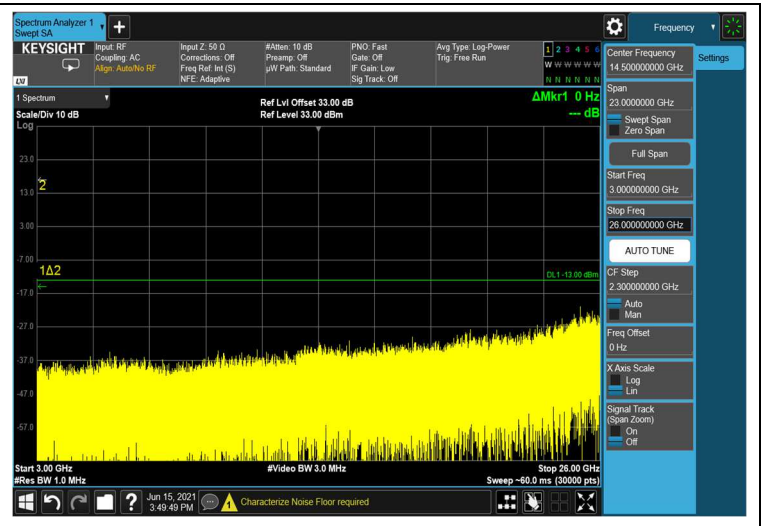 Spectrum Analyzer 1
Swept SA
+
Frequency
KEYSIGHT
Input: RF
Coupling: AC
Align: Auto/No RF
Input Z: 50 Ω
Corrections: Off
Freq Ref: Int (S)
NFE: Adaptive
#Atten: 10 dB
Preamp: Off
µW Path: Standard
PNO: Fast
Gate: Off
IF Gain: Low
Sig Track: Off
Avg Type: Log-Power
Trig: Free Run
1 2 3 4 5 6
W W W W W W
N N N N N N
LXI
1 Spectrum
Scale/Div 10 dB
Log
Ref Lvl Offset 33.00 dB
Ref Level 33.00 dBm
ΔMkr1 0 Hz
--- dB
23.0
13.0
3.00
-7.00
-17.0
-27.0
-37.0
-47.0
-57.0
2
1Δ2
DL1 -13.00 dBm
Start 3.00 GHz
#Res BW 1.0 MHz
#Video BW 3.0 MHz
Stop 26.00 GHz
Sweep ~60.0 ms (30000 pts)
Center Frequency
14.500000000 GHz
Settings
Span
23.0000000 GHz
Swept Span
Zero Span
Full Span
Start Freq
3.000000000 GHz
Stop Freq
26.000000000 GHz
AUTO TUNE
CF Step
2.300000000 GHz
Auto
Man
Freq Offset
0 Hz
X Axis Scale
Log
Lin
Signal Track
(Span Zoom)
On
Off
?
Jun 15, 2021
3:49:49 PM
1
Characterize Noise Floor required